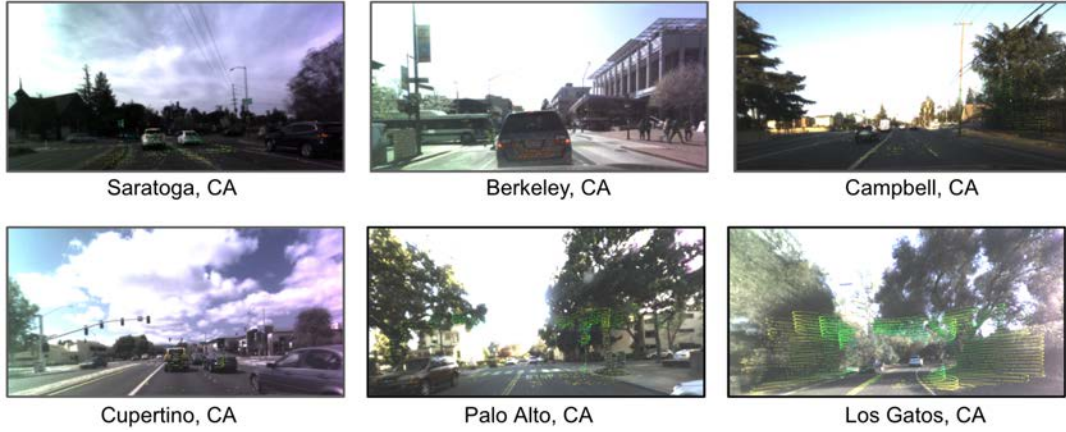 Saratoga, CA
Berkeley, CA
Campbell, CA
Cupertino, CA
Palo Alto, CA
Los Gatos, CA